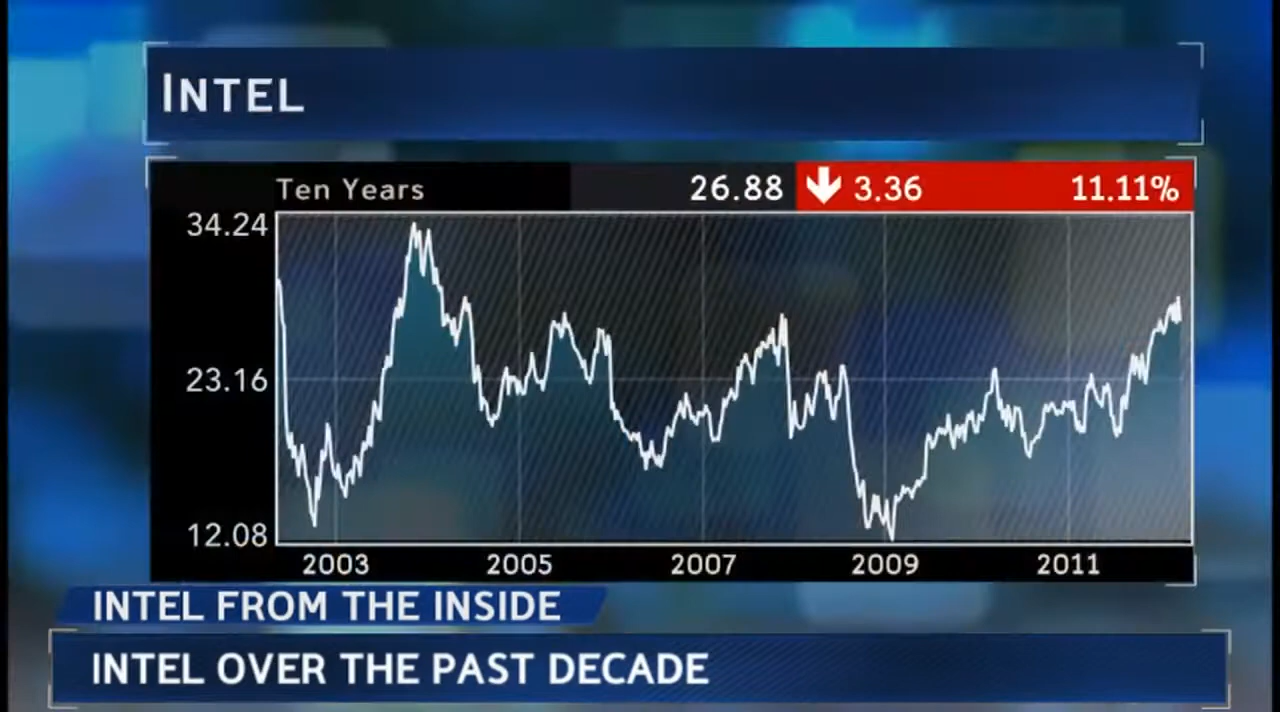 INTEL
Ten Years 26.88 3.36 11.11%
34.24
23.16
12.08
2003 2005 2007 2009 2011
INTEL FROM THE INSIDE
INTEL OVER THE PAST DECADE